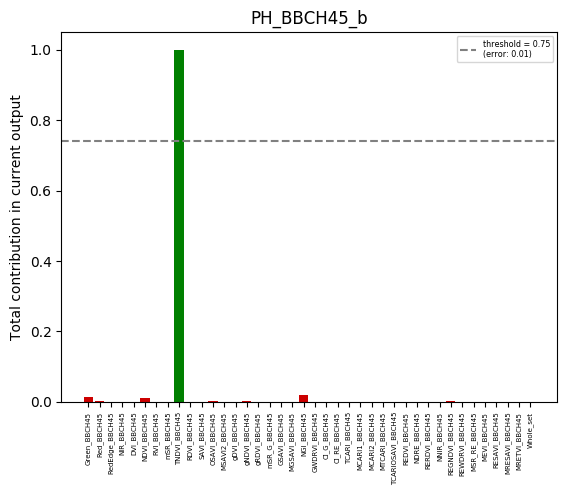 PH_BBCH45_b
threshold = 0.75
(error: 0.01)
Total contribution in current output
1.0
0.8
0.6
0.4
0.2
0.0
Green_BBCH45
Red_BBCH45
RedEdge_BBCH45
NIR_BBCH45
DVI_BBCH45
NDVI_BBCH45
RVI_BBCH45
mSR_BBCH45
TNDVI_BBCH45
RDVI_BBCH45
SAVI_BBCH45
OSAVI_BBCH45
MSAVI2_BBCH45
gDVI_BBCH45
gNDVI_BBCH45
gRDVI_BBCH45
mSR_G_BBCH45
GSAVI_BBCH45
MGSAVI_BBCH45
NGI_BBCH45
GWDRVI_BBCH45
CI_G_BBCH45
CI_RE_BBCH45
TCARI_BBCH45
MCARI1_BBCH45
MCARI2_BBCH45
MTCARI_BBCH45
TCARIOSAVI_BBCH45
REDVI_BBCH45
NDRE_BBCH45
RERDVI_BBCH45
NNIR_BBCH45
REGNDVI_BBCH45
REWDRVI_BBCH45
MSR_RE_BBCH45
MEVI_BBCH45
RESAVI_BBCH45
MRESAVI_BBCH45
MRETVI_BBCH45
Whole_set